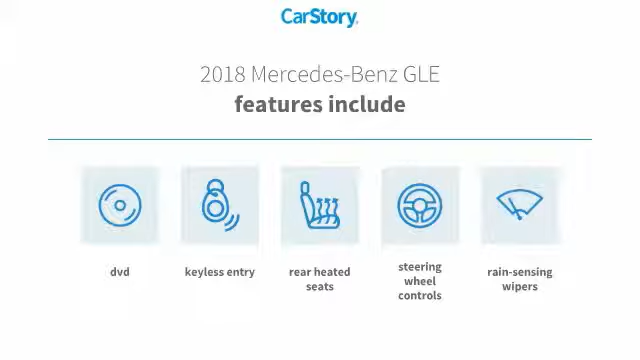 CarStory
2018 Mercedes-Benz GLE
features include
dvd
keyless entry
rear heated
seats
steering
wheel
controls
rain-sensing
wipers